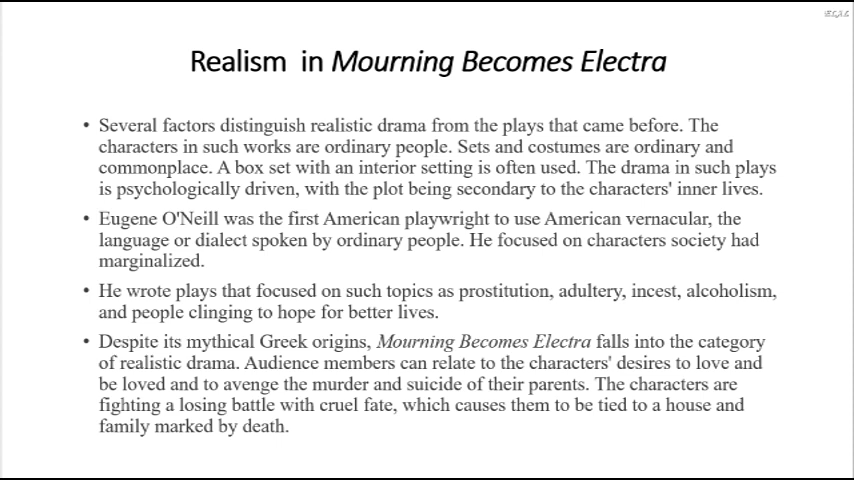 Realism in Mourning Becomes Electra
• Several factors distinguish realistic drama from the plays that came before. The
characters in such works are ordinary people. Sets and costumes are ordinary and
commonplace. A box set with an interior setting is often used. The drama in such plays
is psychologically driven, with the plot being secondary to the characters' inner lives.
• Eugene O'Neill was the first American playwright to use American vernacular, the
language or dialect spoken by ordinary people. He focused on characters society had
marginalized.
• He wrote plays that focused on such topics as prostitution, adultery, incest, alcoholism,
and people clinging to hope for better lives.
• Despite its mythical Greek origins, Mourning Becomes Electra falls into the category
of realistic drama. Audience members can relate to the characters' desires to love and
be loved and to avenge the murder and suicide of their parents. The characters are
fighting a losing battle with cruel fate, which causes them to be tied to a house and
family marked by death.